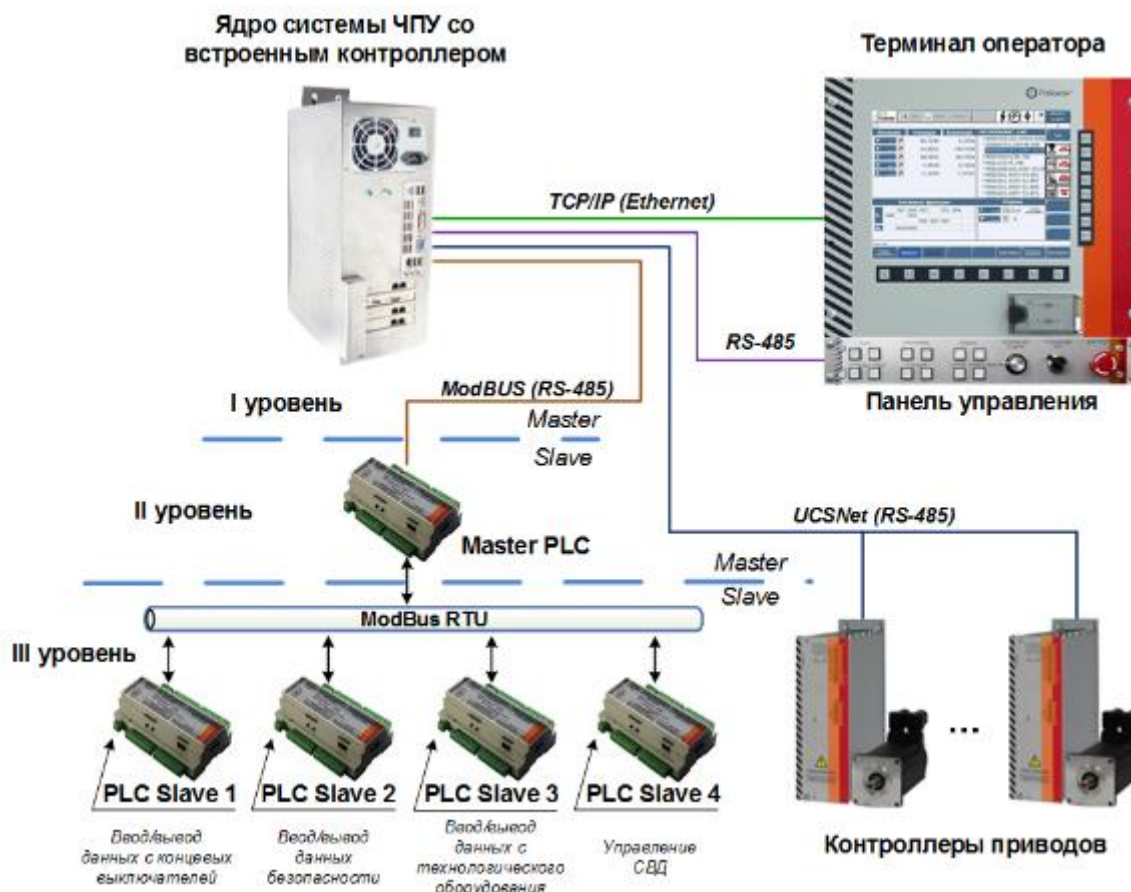 Ядро системы ЧПУ со
встроенным контроллером
Терминал оператора
TCP/IP (Ethernet)
RS-485
ModBUS (RS-485)
Панель управления
I уровень
Master
Slave
II уровень
UCSNet (RS-485)
Master PLC
Master
Slave
ModBus RTU
III уровень
PLC Slave 1
PLC Slave 2
PLC Slave 3
PLC Slave 4
Ввод/вывод
данных с концевых
выключателей
Ввод/вывод
данных
безопасности
Ввод/вывод
данных с
технологического
оборудования
Управление
СВД
...
Контроллеры приводов